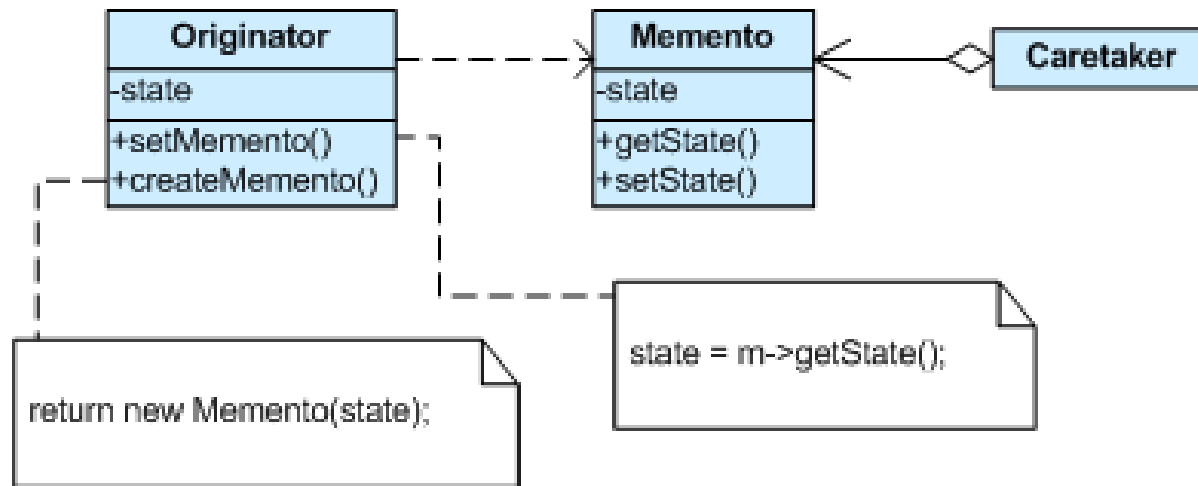 Originator
-state
+setMemento()
+createMemento()
Memento
-state
+getState()
+setState()
Caretaker
state = m->getState();
return new Memento(state);